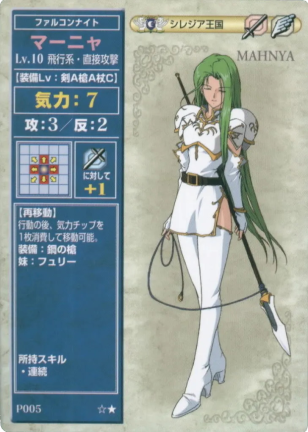 ファルコンナイト
マーニャ
Lv.10 飛行系・直接攻撃
【装備Lv：剣A槍A杖C】
気力：7
攻：3／反：2
に対して
+1
【再移動】
行動の後、気力チップを
1枚消費して移動可能。
装備：鋼の槍
妹：フュリー
所持スキル
・連続
P005
☆★
シレジア王国
MAHNYA